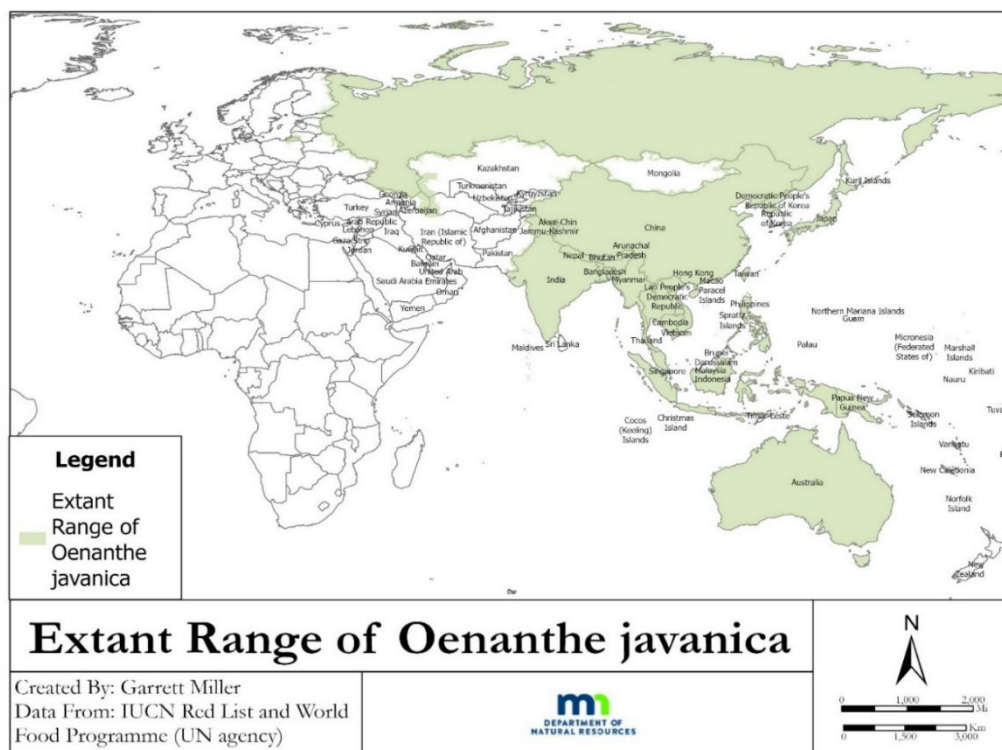 Kazakhstan
Mongolia
Turkmenistan
Uzbekistan
Kyrgyzstan
Tajikistan
Georgia
Armenia
Azerbaijan
Turkey
Syrian
Arab Republic
Cyprus
Lebanon
Iraq
Gaza Strip
Jordan
Iran (Islamic
Republic of)
Afghanistan
Aksai Chin
Jammu-Kashmir
China
Democratic People's
Republic of Korea
Republic
of Korea
Japan
Kuril Islands
Kuwait
Qatar
Bahrain
Pakistan
United Arab
Emirates
Saudi Arabia
Oman
Yemen
Nepal
Bhutan
Arunachal
Pradesh
Bangladesh
Myanmar
India
Hong Kong
Macao
Taiwan
Paracel
Islands
Lao People's
Democratic
Republic
Philippines
Spratly
Islands
Cambodia
Vietnam
Thailand
Northern Mariana Islands
Guam
Maldives
Sri Lanka
Palau
Micronesia
(Federated
States of)
Marshall
Islands
Kiribati
Nauru
Brunei
Darussalam
Malaysia
Singapore
Indonesia
Papua New
Guinea
Solomon
Islands
Tuva
Cocos
(Keeling)
Islands
Christmas
Island
Timor-Leste
Vanuatu
New Caledonia
Australia
Norfolk
Island
New
Zealand
Legend
Extant
Range of
Oenanthe
javanica
Extant Range of Oenanthe javanica
Created By: Garrett Miller
Data From: IUCN Red List and World
Food Programme (UN agency)
mn
DEPARTMENT OF
NATURAL RESOURCES
N
0 1,000 2,000
Mi
Km
0 1,500 3,000